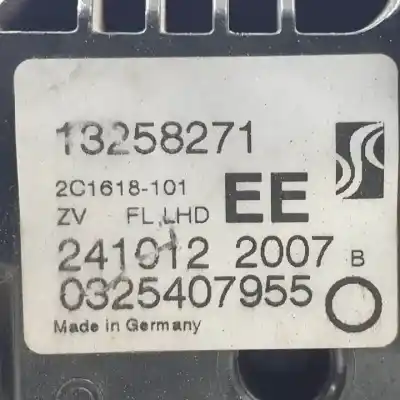 13258271
2C1618-101
EE
ZV FL,LHD
241012 2007 B
0325407955
Made in Germany